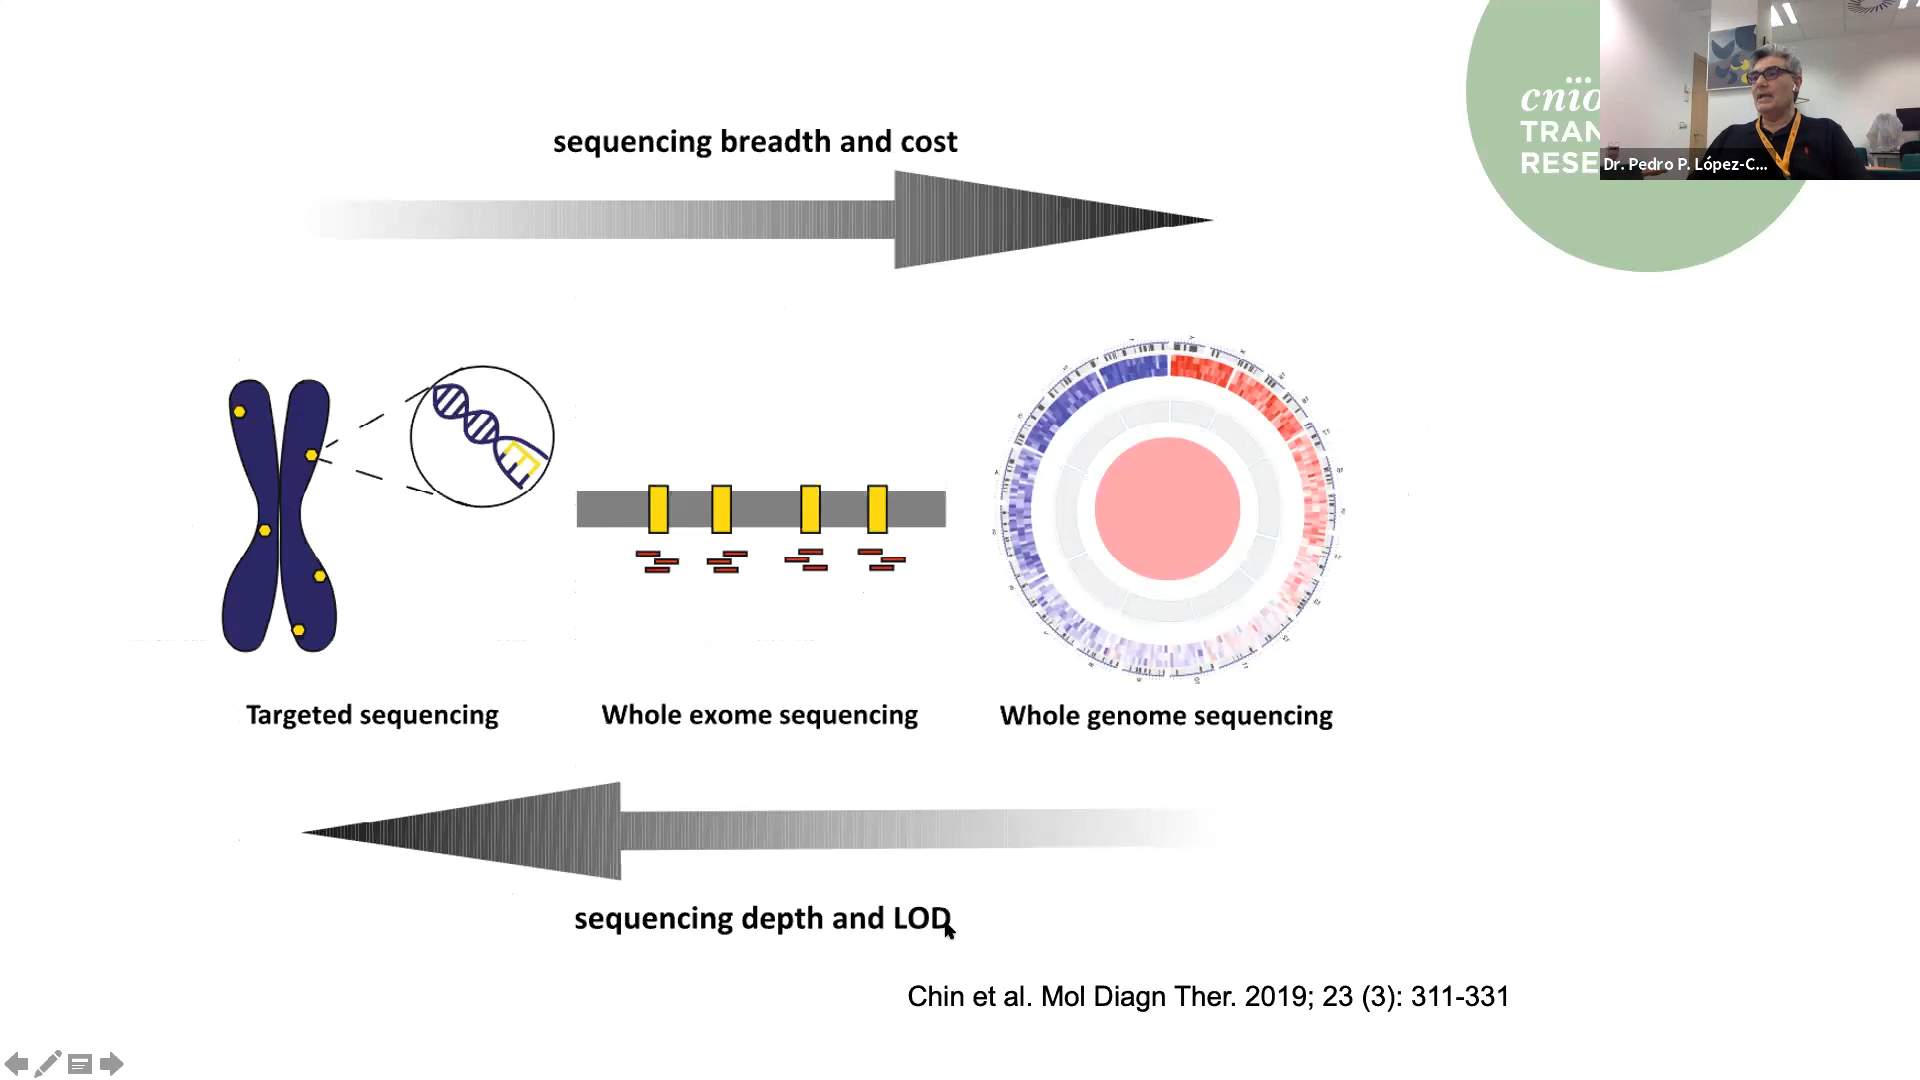 sequencing breadth and cost
cnio
TRAN
RESE
Dr. Pedro P. López-C...
Targeted sequencing
Whole exome sequencing
Whole genome sequencing
sequencing depth and LOD
Chin et al. Mol Diagn Ther. 2019; 23 (3): 311-331